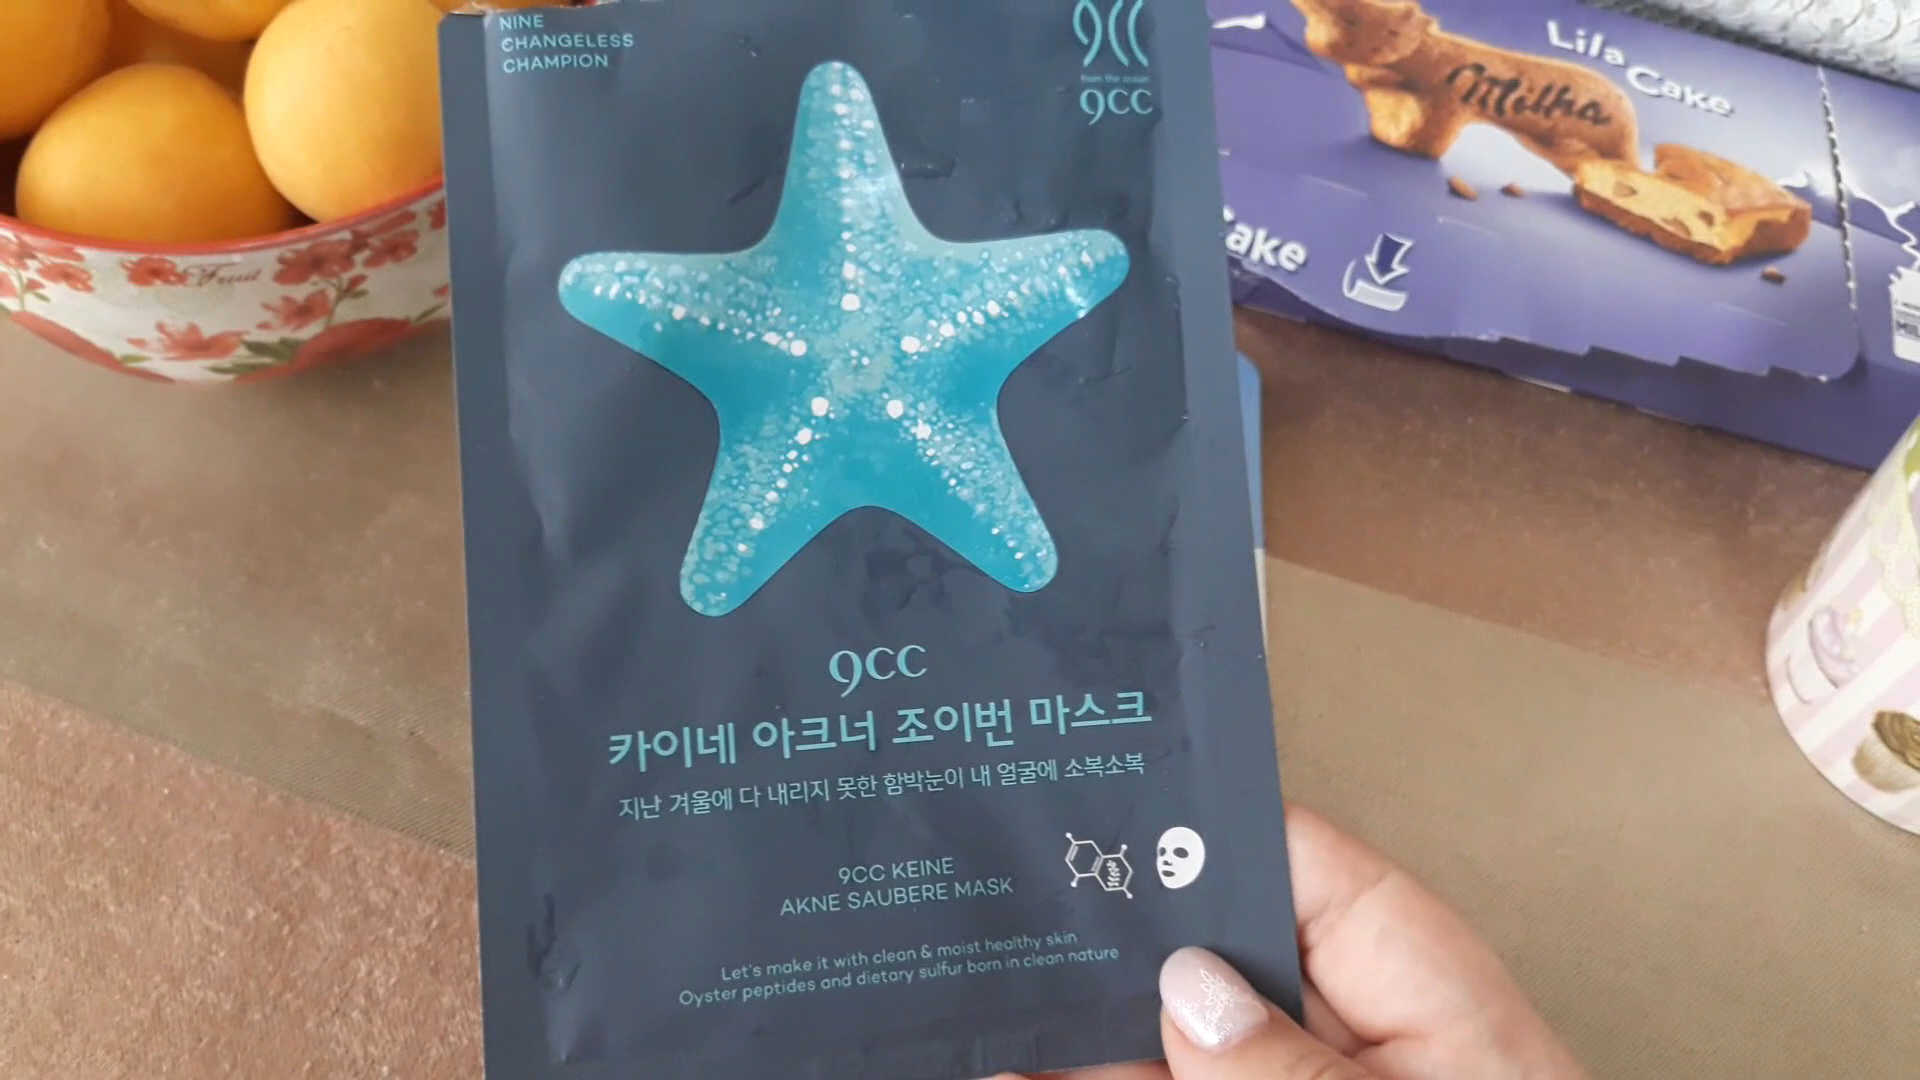 NINE
CHANGELESS
CHAMPION
9CC
from the ocean
9CC
Lila Cake
Milka
Cake
Fruit
9CC
카이네 아크너 조이번 마스크
지난 겨울에 다 내리지 못한 함박눈이 내 얼굴에 소복소복
9CC KEINE
AKNE SAUBERE MASK
Let's make it with clean & moist healthy skin
Oyster peptides and dietary sulfur born in clean nature